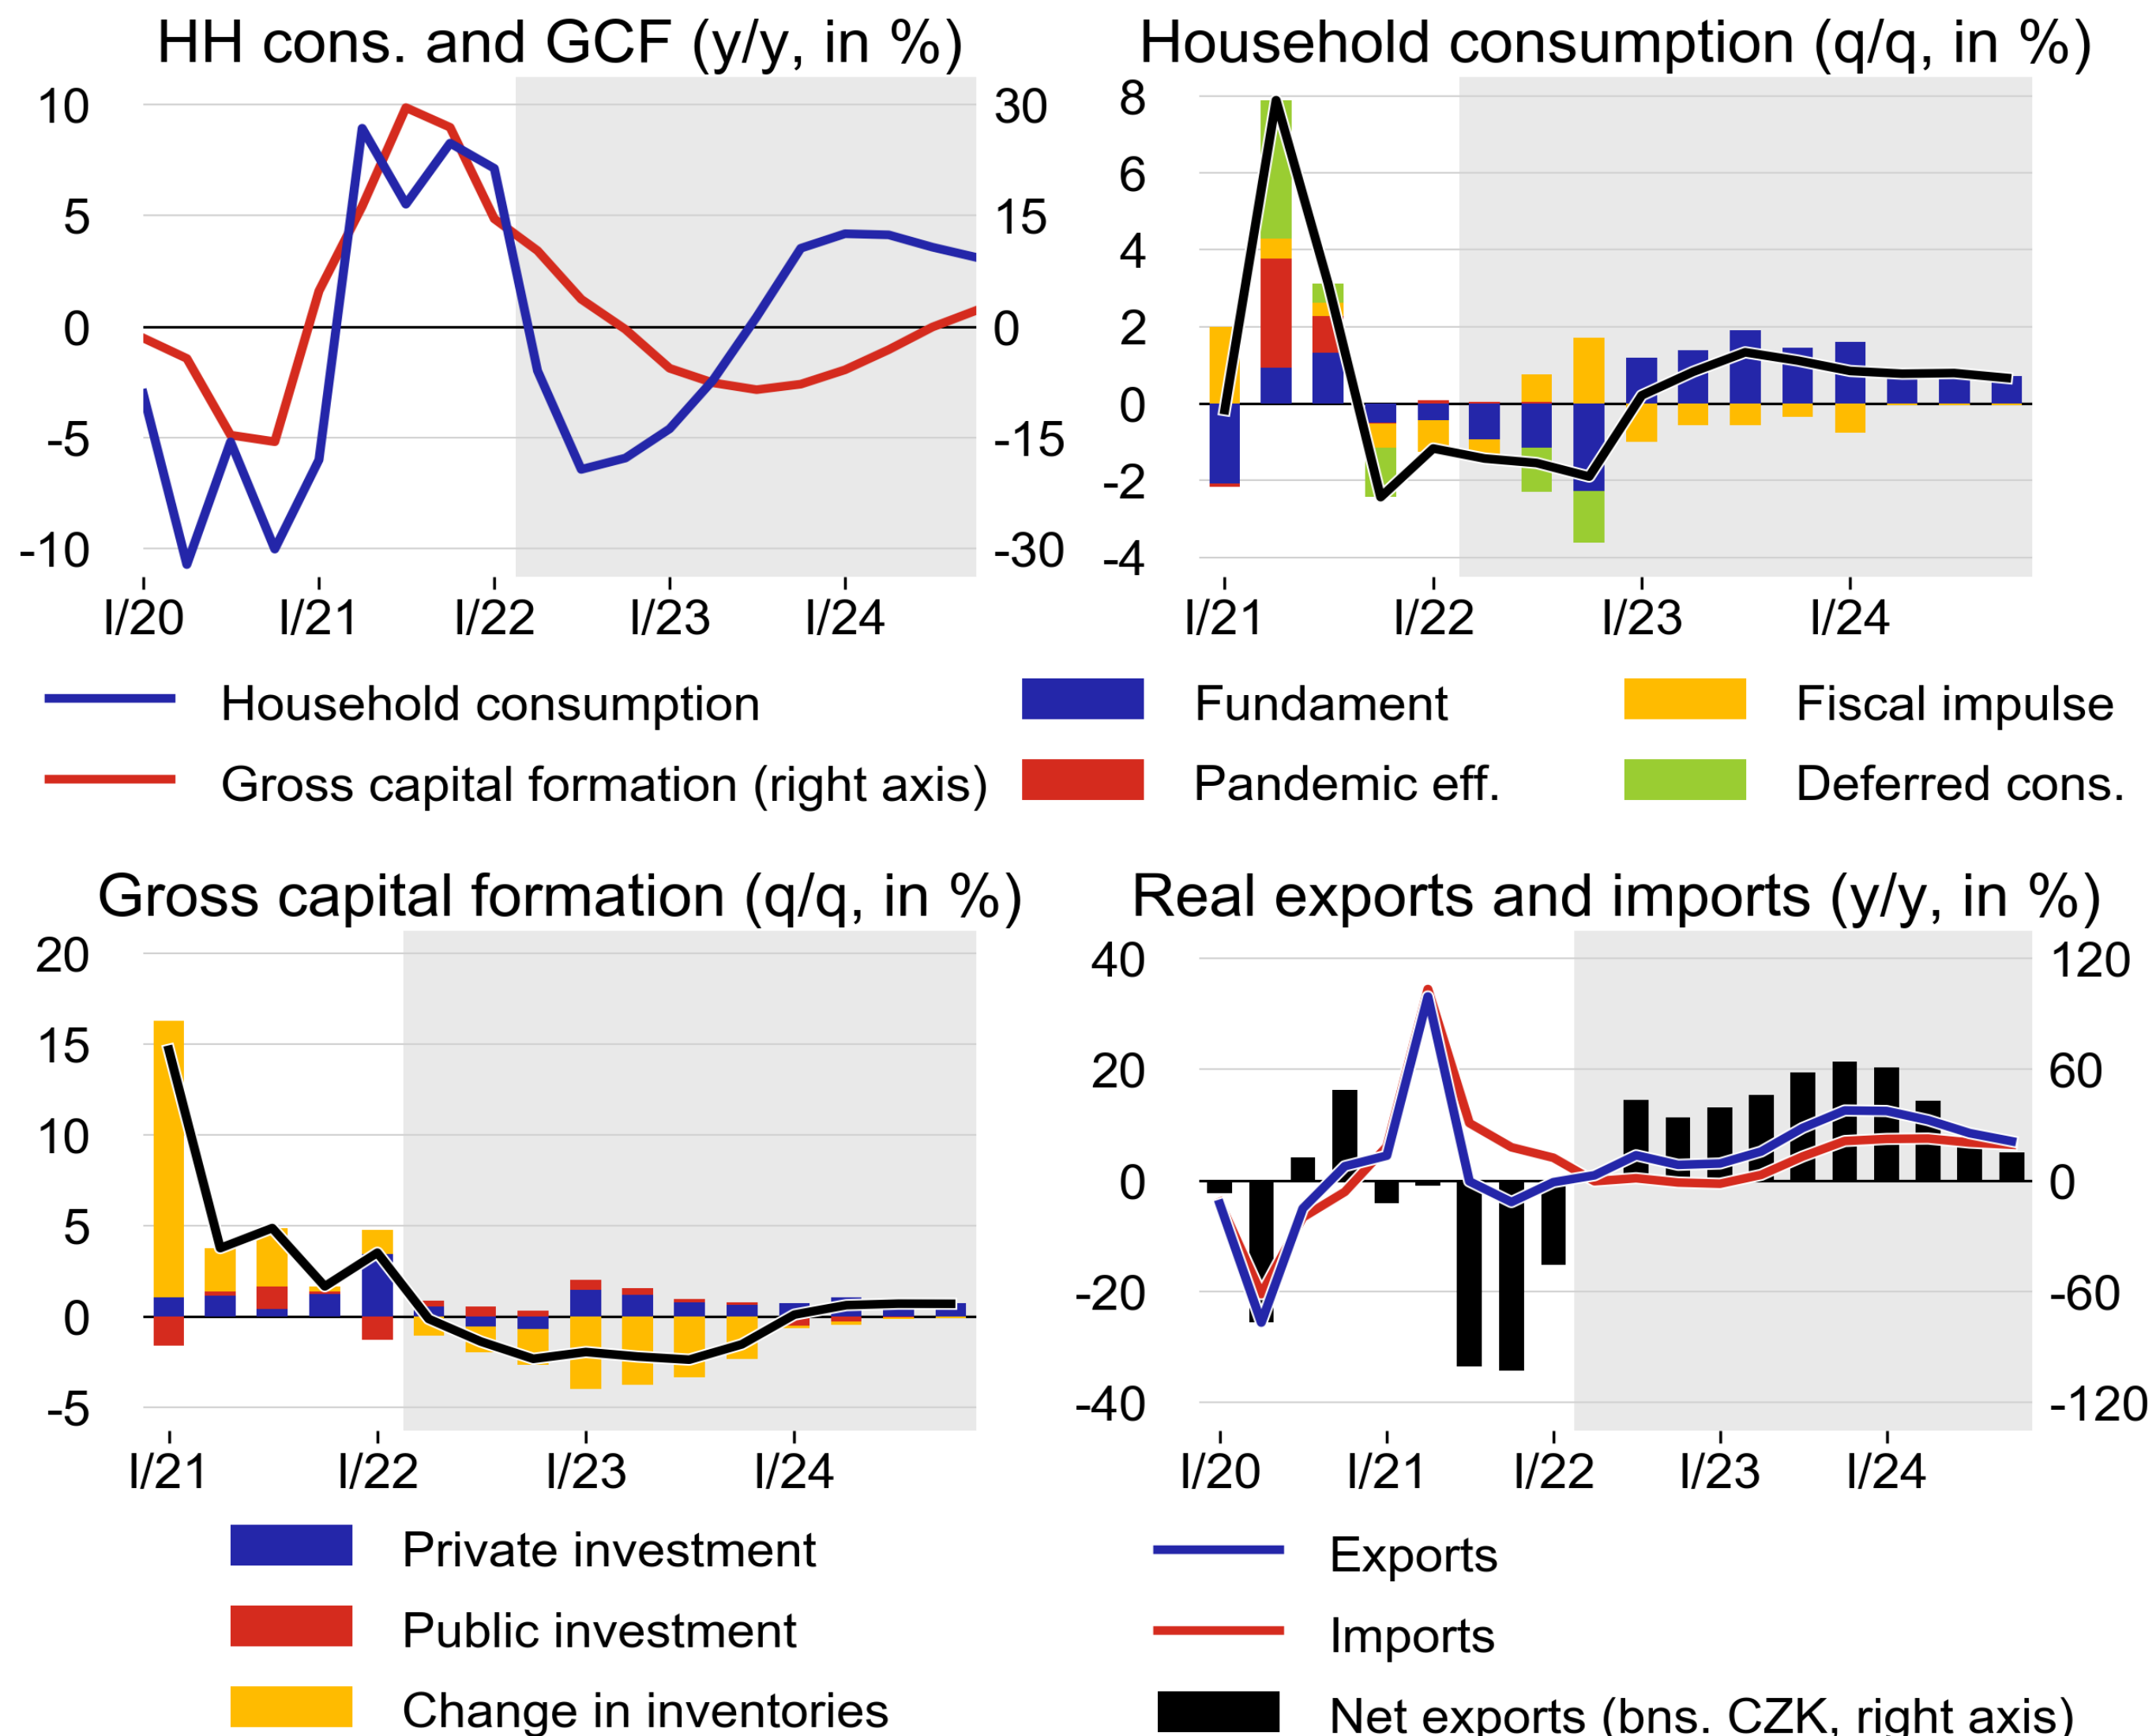 HH cons. and GCF (y/y, in %)
10
5
0
-5
-10
30
15
0
-15
-30
I/20 I/21 I/22 I/23 I/24
Household consumption
Gross capital formation (right axis)
Household consumption (q/q, in %)
8
6
4
2
0
-2
-4
I/21 I/22 I/23 I/24
Fundament
Fiscal impulse
Pandemic eff.
Deferred cons.
Gross capital formation (q/q, in %)
20
15
10
5
0
-5
I/21 I/22 I/23 I/24
Private investment
Public investment
Change in inventories
Real exports and imports (y/y, in %)
40
20
0
-20
-40
120
60
0
-60
-120
I/20 I/21 I/22 I/23 I/24
Exports
Imports
Net exports (bns. CZK, right axis)